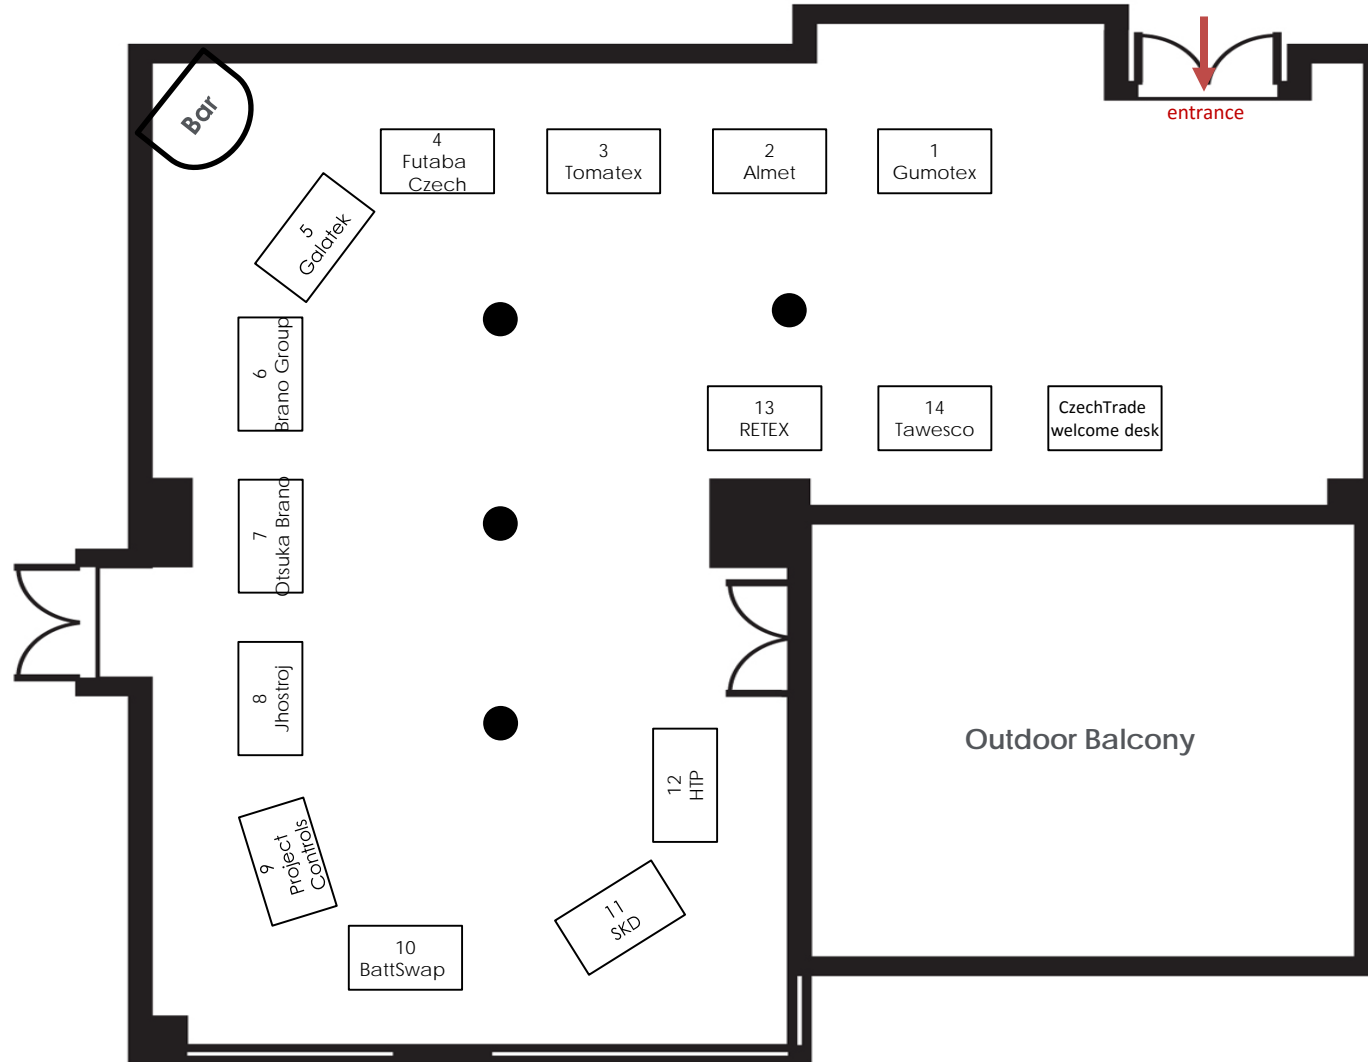 entrance
Bar
4
Futaba
Czech
3
Tomatex
2
Almet
1
Gumotex
5
Galatek
6
Brano Group
13
RETEX
14
Tawesco
CzechTrade
welcome desk
7
Otsuka Brano
8
Jhostroj
Outdoor Balcony
12
HTP
9
Project
Controls
11
SKD
10
BattSwap